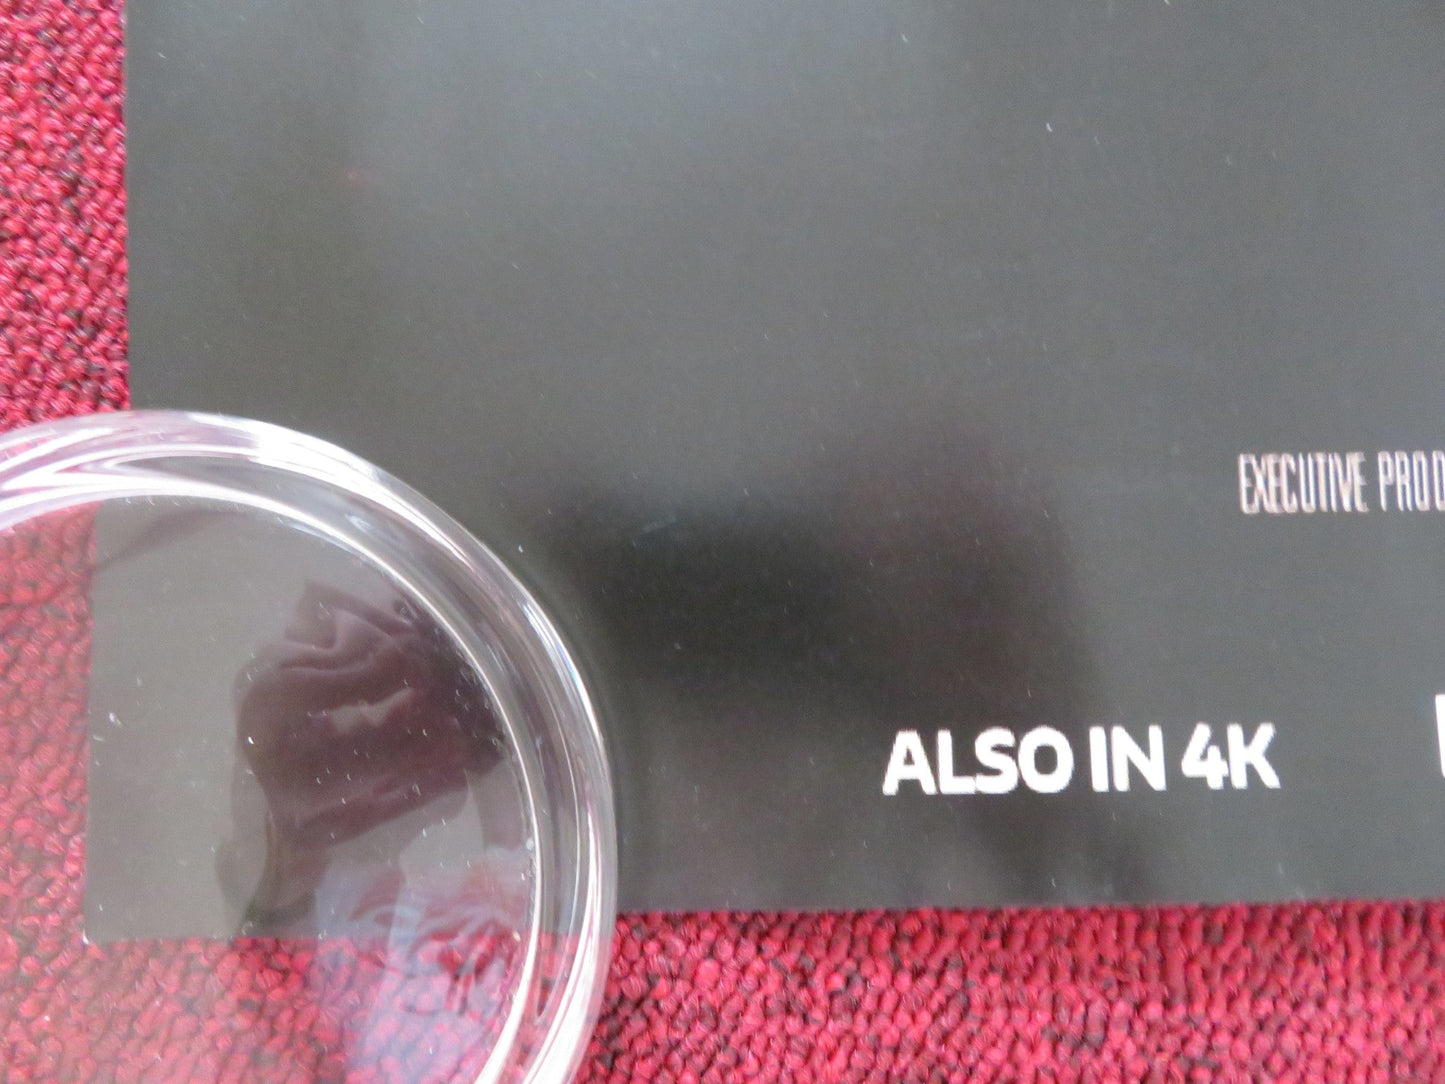 EXECUTIVE PROD
ALSO IN 4K